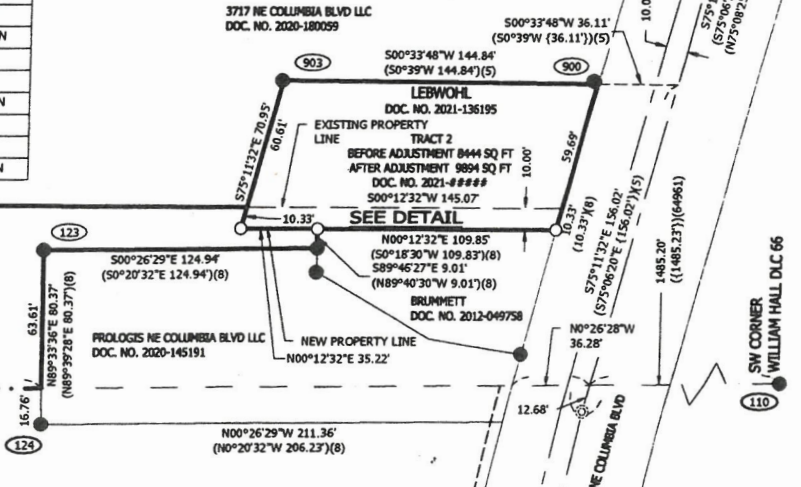 3717 NE COLUMBIA BLVD LLC
DOC. NO. 2020-180059
S00°33'48"W 36.11'
(S0°39'W {36.11'})(5)
10.0
903
S00°33'48"W 144.84'
(S0°39'W 144.84')(5)
900
N
N
N
LEBWOHL
DOC. NO. 2021-136195
S75°11'32"E 70.95'
60.61'
EXISTING PROPERTY
LINE
TRACT 2
BEFORE ADJUSTMENT 8444 SQ FT
AFTER ADJUSTMENT 9894 SQ FT
DOC. NO. 2021-#####
S00°12'32"W 145.07'
10.00'
59.69'
10.33'
SEE DETAIL
10.33'
(10.33')(8)
123
S00°26'29"E 124.94'
(S0°20'32"E 124.94')(8)
N00°12'32"E 109.85'
(S0°18'30"W 109.83')(8)
S89°46'27"E 9.01'
(N89°40'30"W 9.01')(8)
S75°11'32"E 156.02'
(S75°06'20"E {156.02'})(5)
1485.20'
({1485.23'})(64961)
BRUMMETT
DOC. NO. 2012-049758
63.61'
N89°33'36"E 80.37'
(N89°39'28"E 80.37')(8)
PROLOGIS NE COLUMBIA BLVD LLC
DOC. NO. 2020-145191
NEW PROPERTY LINE
N00°12'32"E 35.22'
N0°26'28"W
36.28'
SW CORNER
WILLIAM HALL DLC 66
110
16.76'
124
12.68'
N00°26'29"W 211.36'
(N0°20'32"W 206.23')(8)
NE COLUMBIA BLVD